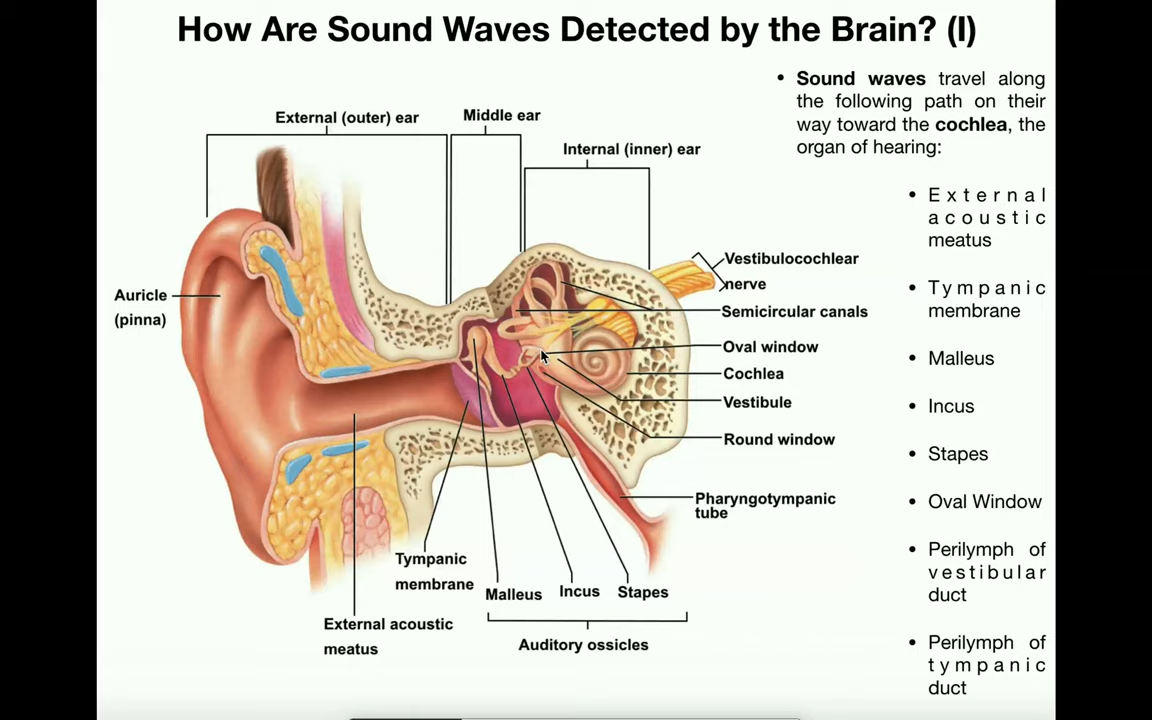 How Are Sound Waves Detected by the Brain? (I)
• Sound waves travel along
the following path on their
way toward the cochlea, the
organ of hearing:
• External
acoustic
meatus
• Tympanic
membrane
• Malleus
• Incus
• Stapes
• Oval Window
• Perilymph of
vestibular
duct
• Perilymph of
tympanic
duct
External (outer) ear
Middle ear
Internal (inner) ear
Auricle
(pinna)
Vestibulocochlear
nerve
Semicircular canals
Oval window
Cochlea
Vestibule
Round window
Pharyngotympanic
tube
Tympanic
membrane
Malleus
Incus
Stapes
External acoustic
meatus
Auditory ossicles